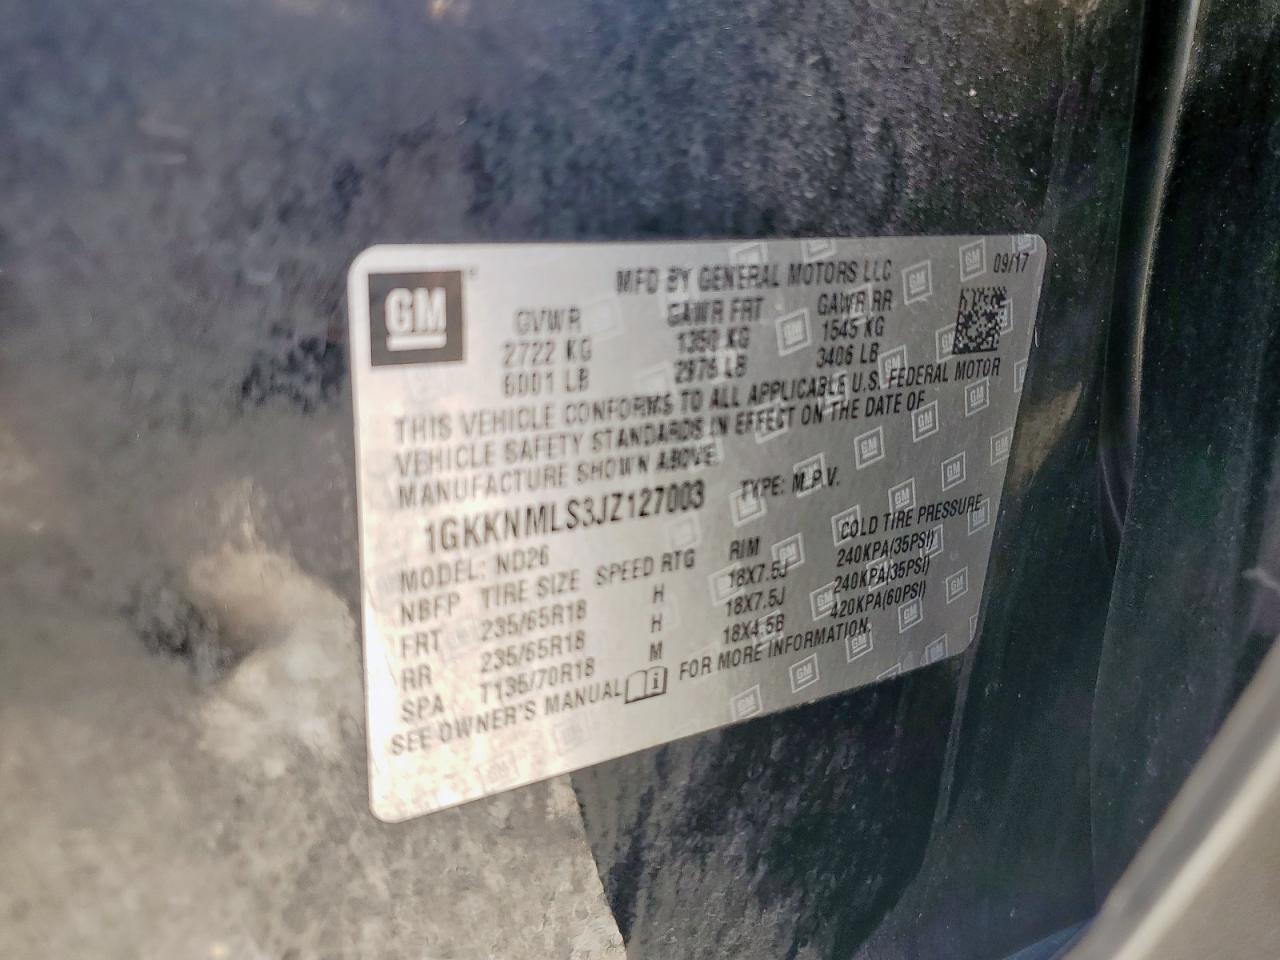 GM
MFD BY GENERAL MOTORS LLC 09/17
GVWR GAWR FRT GAWR RR
2722 KG 1350 KG 1545 KG
6001 LB 2976 LB 3406 LB
THIS VEHICLE CONFORMS TO ALL APPLICABLE U.S. FEDERAL MOTOR
VEHICLE SAFETY STANDARDS IN EFFECT ON THE DATE OF
MANUFACTURE SHOWN ABOVE.
1GKKNMLS3JZ127003 TYPE: M.P.V.
MODEL: ND26
NBFP TIRE SIZE SPEED RTG RIM COLD TIRE PRESSURE
FRT 235/65R18 H 18X7.5J 240KPA(35PSI)
RR 235/65R18 H 18X7.5J 240KPA(35PSI)
SPA T135/70R18 M 18X4.5B 420KPA(60PSI)
SEE OWNER'S MANUAL FOR MORE INFORMATION.